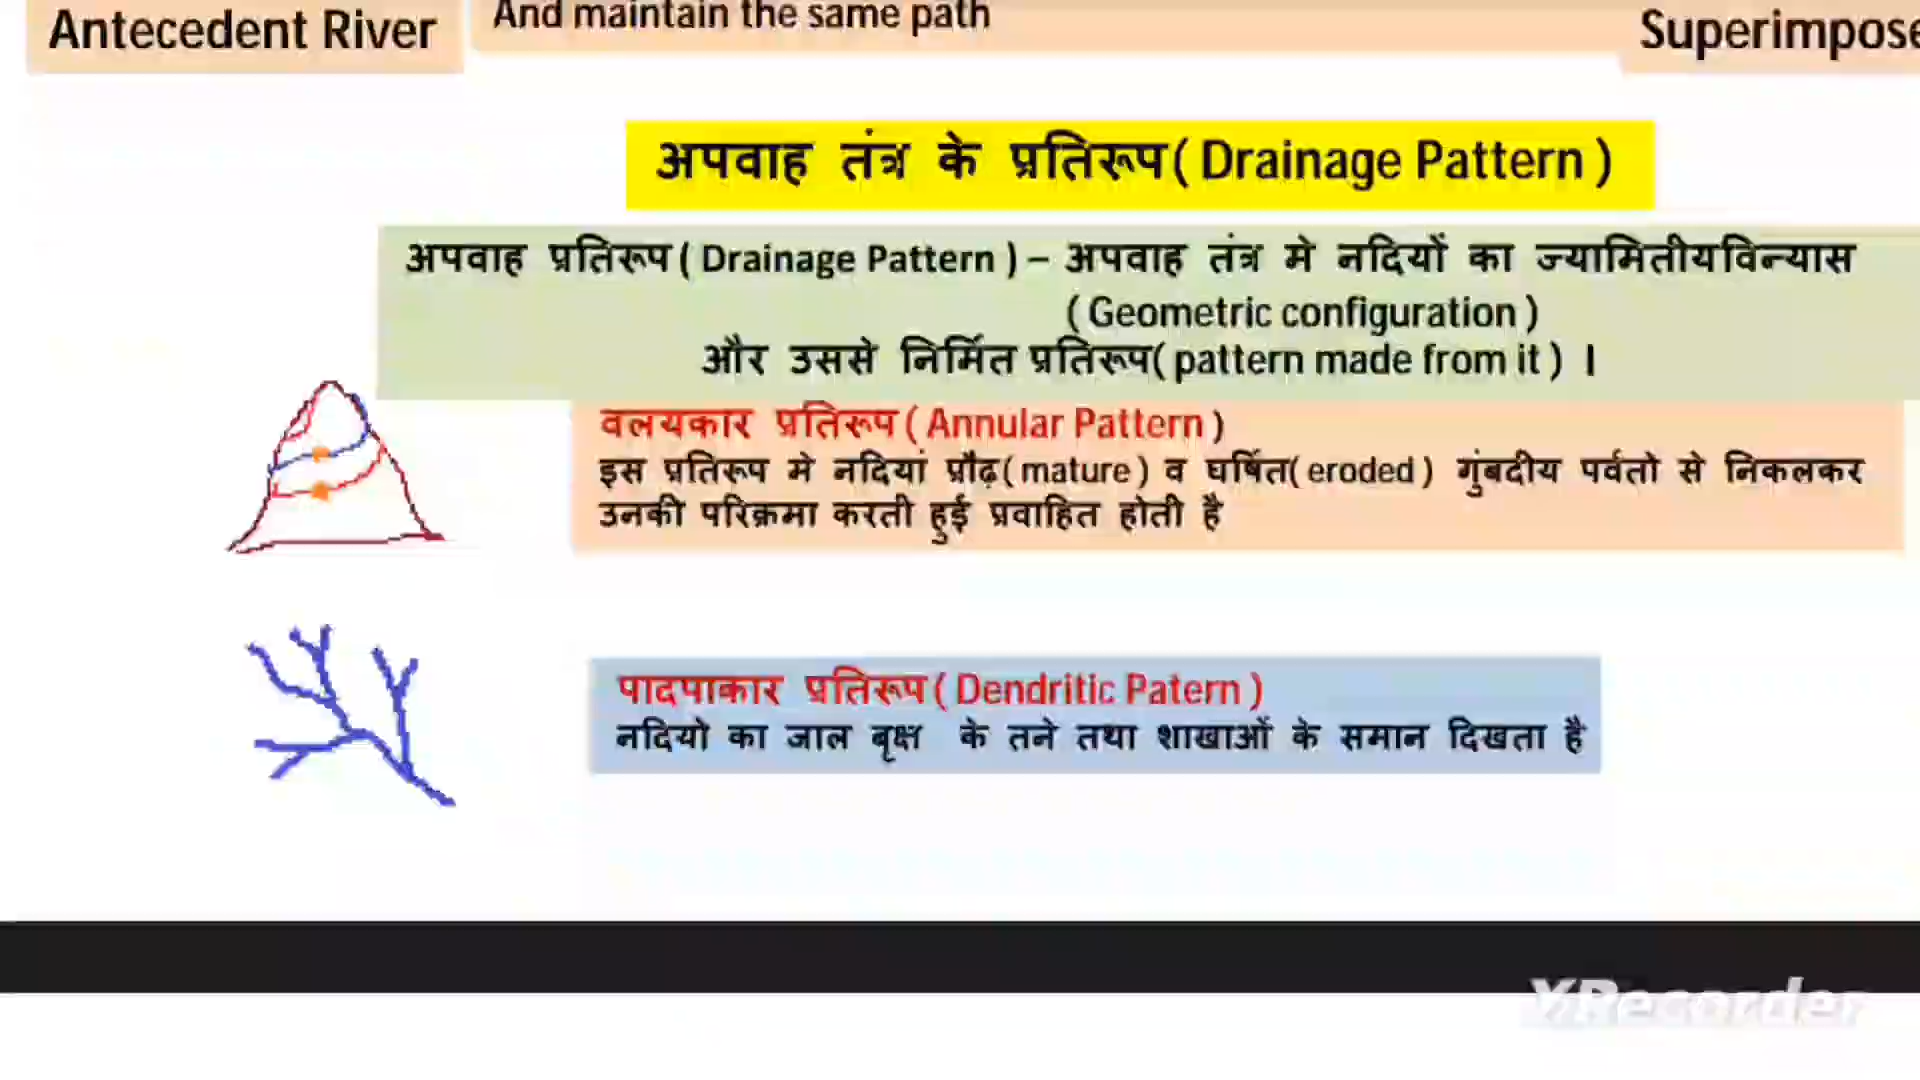 And maintain the same path
Antecedent River
Superimpose
अपवाह तंत्र के प्रतिरूप( Drainage Pattern )
अपवाह प्रतिरूप( Drainage Pattern ) – अपवाह तंत्र मे नदियों का ज्यामितीयविन्यास
( Geometric configuration )
और उससे निर्मित प्रतिरूप( pattern made from it ) ।
वलयकार प्रतिरूप( Annular Pattern )
इस प्रतिरूप मे नदियां प्रौढ़( mature ) व घर्षित( eroded ) गुंबदीय पर्वतो से निकलकर
उनकी परिक्रमा करती हुई प्रवाहित होती है
पादपाकार प्रतिरूप( Dendritic Patern )
नदियो का जाल बृक्ष के तने तथा शाखाओं के समान दिखता है
XRecorder